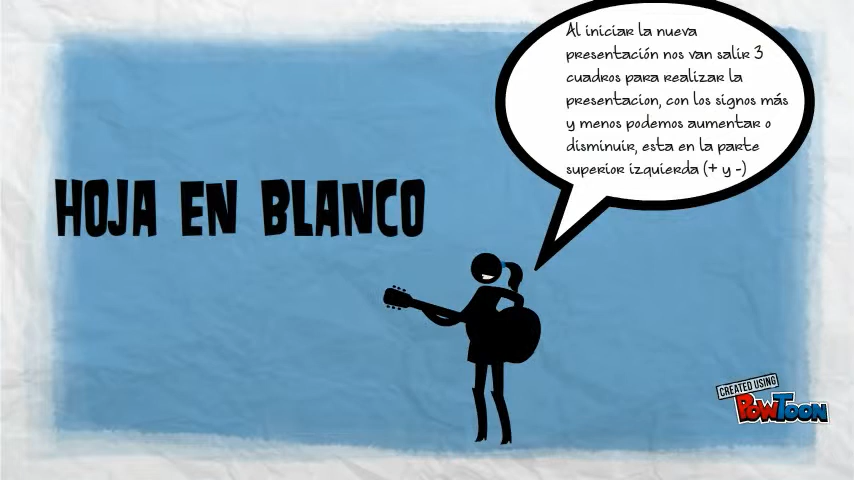 Al iniciar la nueva
presentación nos van salir 3
cuadros para realizar la
presentacion, con los signos más
y menos podemos aumentar o
disminuir, esta en la parte
superior izquierda (+ y -)
HOJA EN BLANCO
CREATED USING
POWTOON